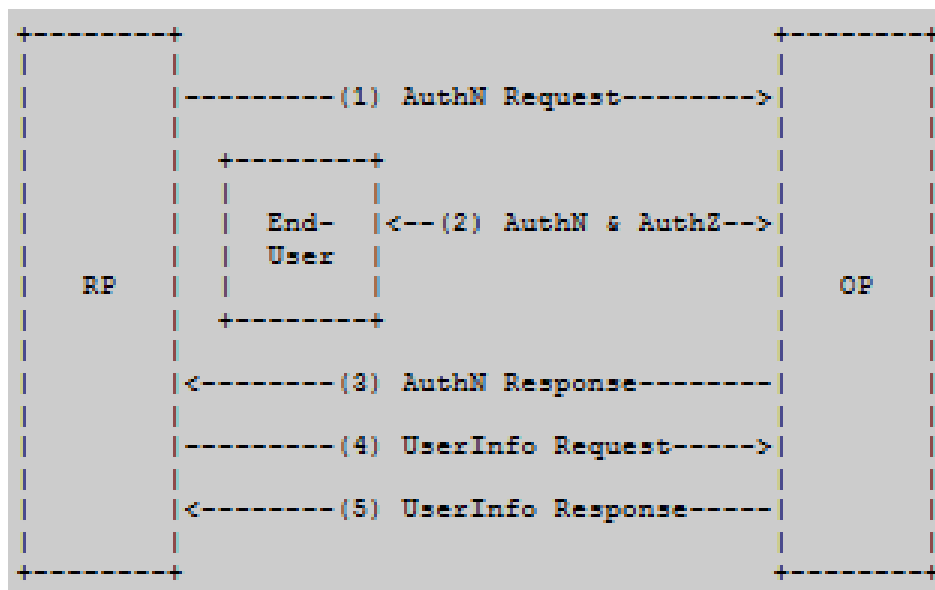 +--------+                                   +--------+
|        |                                   |        |
|        |---------(1) AuthN Request-------->|        |
|        |                                   |        |
|        |  +--------+                       |        |
|        |  |        |                       |        |
|        |  |  End-  |<--(2) AuthN & AuthZ-->|        |
|        |  |  User  |                       |        |
|   RP   |  |        |                       |   OP   |
|        |  +--------+                       |        |
|        |                                   |        |
|        |<--------(3) AuthN Response--------|        |
|        |                                   |        |
|        |---------(4) UserInfo Request----->|        |
|        |                                   |        |
|        |<--------(5) UserInfo Response-----|        |
|        |                                   |        |
+--------+                                   +--------+